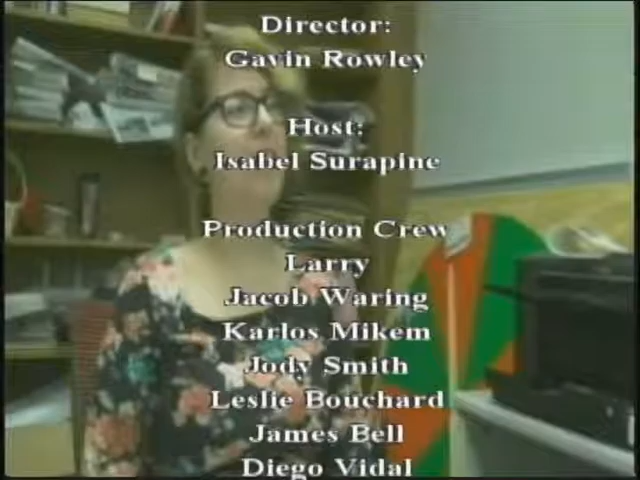 Director:
Gavin Rowley
Host:
Isabel Surapine
Production Crew
Larry
Jacob Waring
Karlos Mikem
Jody Smith
Leslie Bouchard
James Bell
Diego Vidal